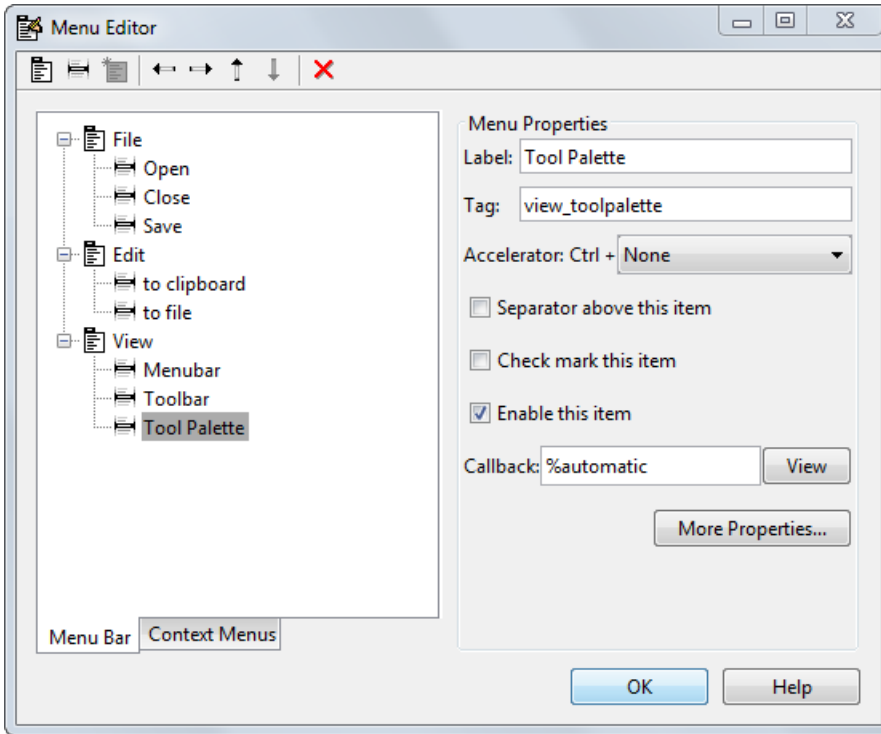 Menu Editor
File
Open
Close
Save
Edit
to clipboard
to file
View
Menubar
Toolbar
Tool Palette
Menu Bar
Context Menus
Menu Properties
Label: Tool Palette
Tag: view_toolpalette
Accelerator: Ctrl + None
Separator above this item
Check mark this item
Enable this item
Callback: %automatic View
More Properties...
OK Help